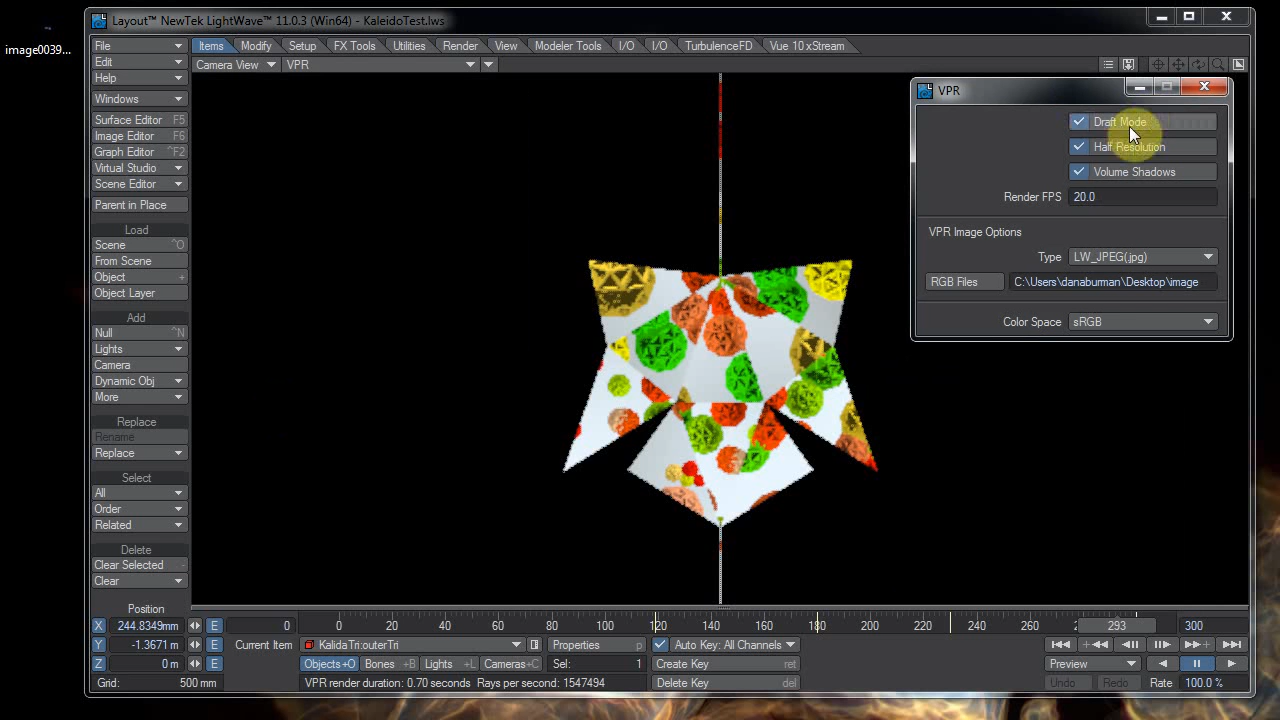 image0039...
Layout™ NewTek LightWave™ 11.0.3 (Win64) - KaleidoTest.lws
File
Items Modify Setup FX Tools Utilities Render View Modeler Tools I/O I/O TurbulenceFD Vue 10 xStream
Edit
Camera View VPR
Help
Windows
Surface Editor F5
Image Editor F6
Graph Editor ^F2
Virtual Studio
Scene Editor
Parent in Place
Load
Scene ^O
From Scene
Object +
Object Layer
Add
Null ^N
Lights
Camera
Dynamic Obj
More
Replace
Rename
Replace
Select
All
Order
Related
Delete
Clear Selected -
Clear
VPR
Draft Mode
Half Resolution
Volume Shadows
Render FPS 20.0
VPR Image Options
Type LW_JPEG(.jpg)
RGB Files C:\Users\danaburman\Desktop\image
Color Space sRGB
Position
X 244.8349mm E 0 0 20 40 60 80 100 120 140 160 180 200 220 240 260 293 300
Y -1.3671 m E Current Item KalidaTri:outerTri Properties p Auto Key: All Channels
Z 0 m E Objects+O Bones +B Lights +L Cameras+C Sel: 1 Create Key ret Preview
Grid: 500 mm VPR render duration: 0.70 seconds Rays per second: 1547494 Delete Key del Undo Redo Rate 100.0 %